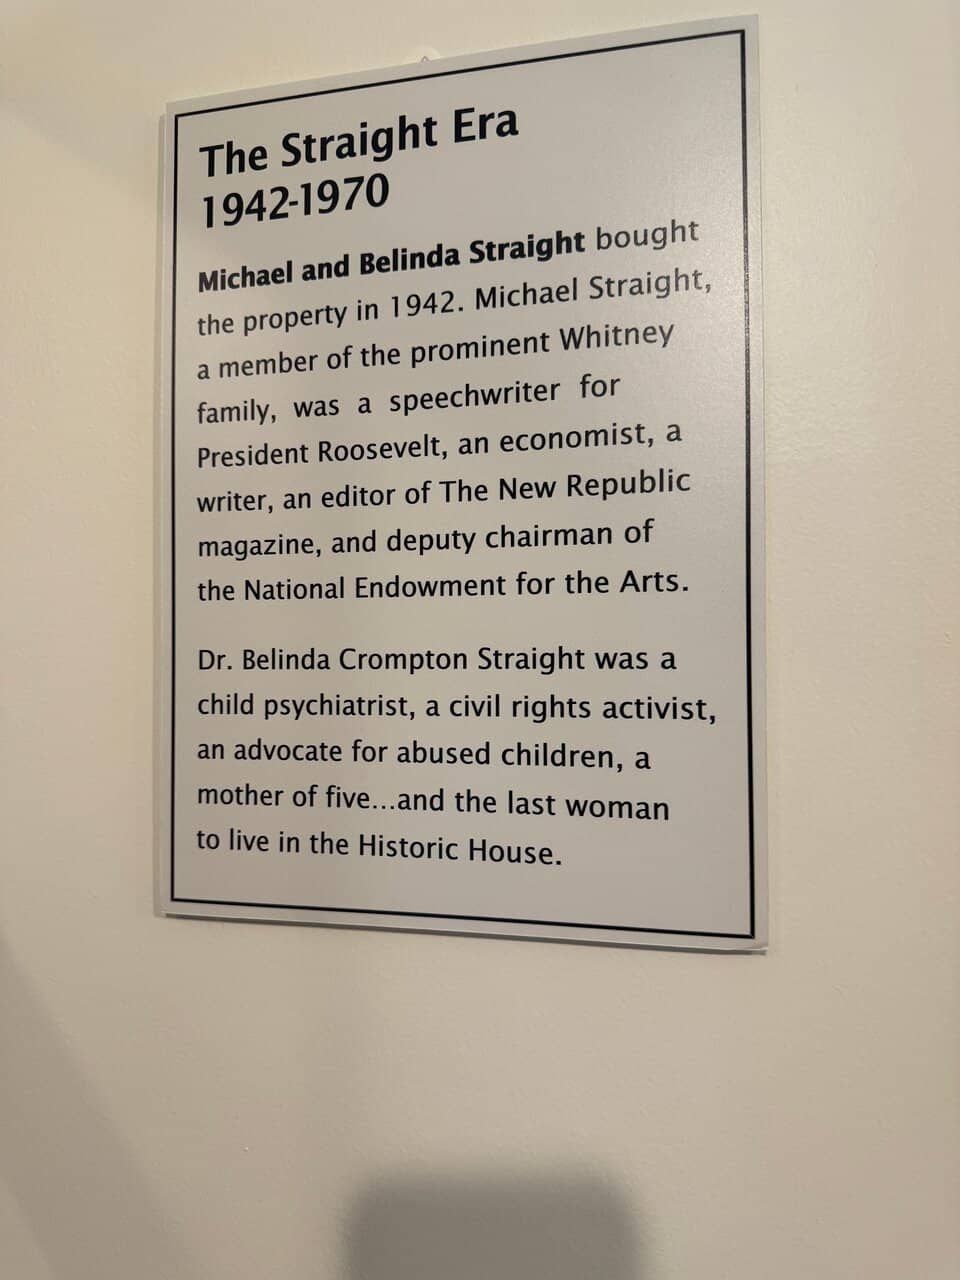 The Straight Era
1942-1970
Michael and Belinda Straight bought
the property in 1942. Michael Straight,
a member of the prominent Whitney
family, was a speechwriter for
President Roosevelt, an economist, a
writer, an editor of The New Republic
magazine, and deputy chairman of
the National Endowment for the Arts.
Dr. Belinda Crompton Straight was a
child psychiatrist, a civil rights activist,
an advocate for abused children, a
mother of five...and the last woman
to live in the Historic House.